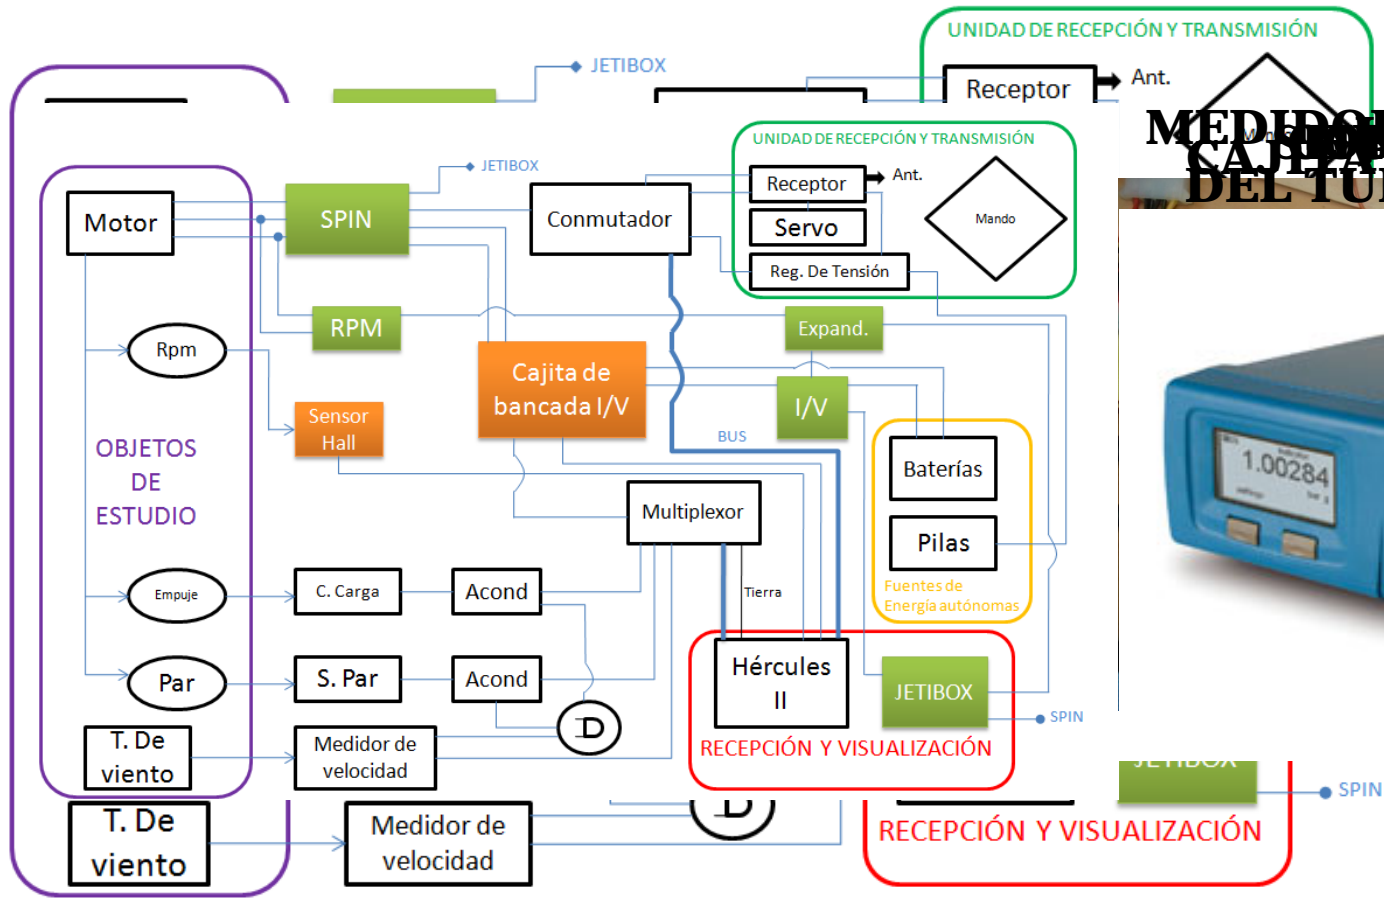 UNIDAD DE RECEPCIÓN Y TRANSMISIÓN
JETIBOX
Receptor
Ant.
UNIDAD DE RECEPCIÓN Y TRANSMISIÓN
JETIBOX
Receptor
Ant.
Motor
SPIN
Conmutador
Servo
Mando
Reg. De Tensión
RPM
Expand.
Rpm
Cajita de
bancada I/V
I/V
Sensor
Hall
BUS
OBJETOS
DE
ESTUDIO
Baterías
Multiplexor
Pilas
Fuentes de
Energía autónomas
Empuje
C. Carga
Acond
Tierra
Par
S. Par
Acond
Hércules
II
JETIBOX
SPIN
D
T. De
viento
Medidor de
velocidad
RECEPCIÓN Y VISUALIZACIÓN
1.00284
JETIBOX
SPIN
T. De
viento
Medidor de
velocidad
D
RECEPCIÓN Y VISUALIZACIÓN